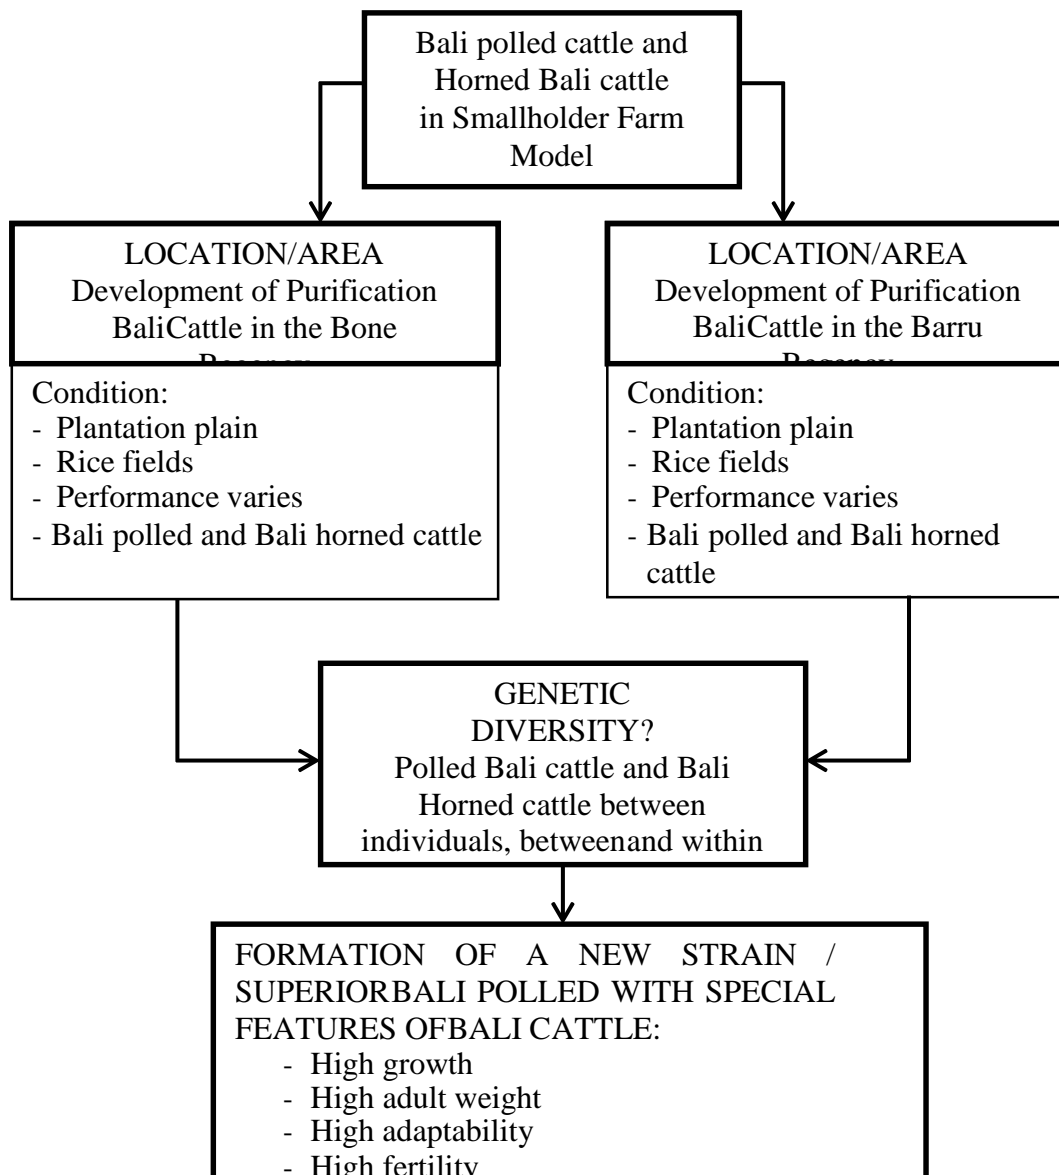 Bali polled cattle and
Horned Bali cattle
in Smallholder Farm
Model
LOCATION/AREA
Development of Purification
BaliCattle in the Bone
Regency
Condition:
- Plantation plain
- Rice fields
- Performance varies
- Bali polled and Bali horned cattle
LOCATION/AREA
Development of Purification
BaliCattle in the Barru
Regency
Condition:
- Plantation plain
- Rice fields
- Performance varies
- Bali polled and Bali horned
cattle
GENETIC
DIVERSITY?
Polled Bali cattle and Bali
Horned cattle between
individuals, betweenand within
FORMATION OF A NEW STRAIN /
SUPERIORBALI POLLED WITH SPECIAL
FEATURES OFBALI CATTLE:
- High growth
- High adult weight
- High adaptability
- High fertility